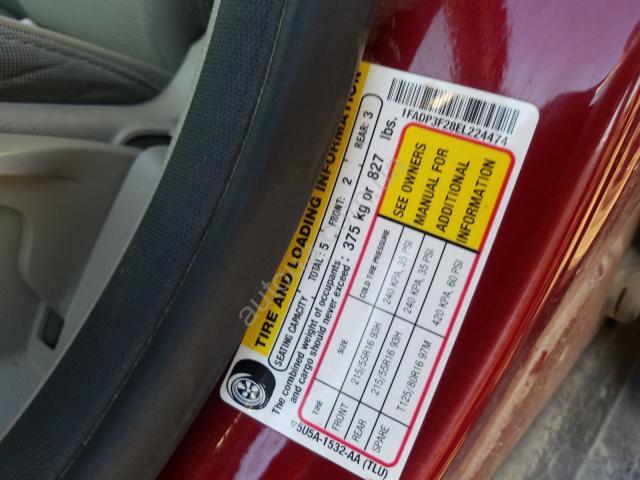 TIRE AND LOADING INFORMATION
SEATING CAPACITY TOTAL: 5 FRONT: 2 REAR: 3
The combined weight of occupants
and cargo should never exceed: 375 kg or 827 lbs.
TIRE SIZE COLD TIRE PRESSURE
FRONT 215/55R16 93H 240 KPA, 35 PSI
REAR 215/55R16 93H 240 KPA, 35 PSI
SPARE T125/80R16 97M 420 KPA, 60 PSI
SEE OWNERS
MANUAL FOR
ADDITIONAL
INFORMATION
5U5A-1532-AA (TLU)
1FADP3F28EL224474